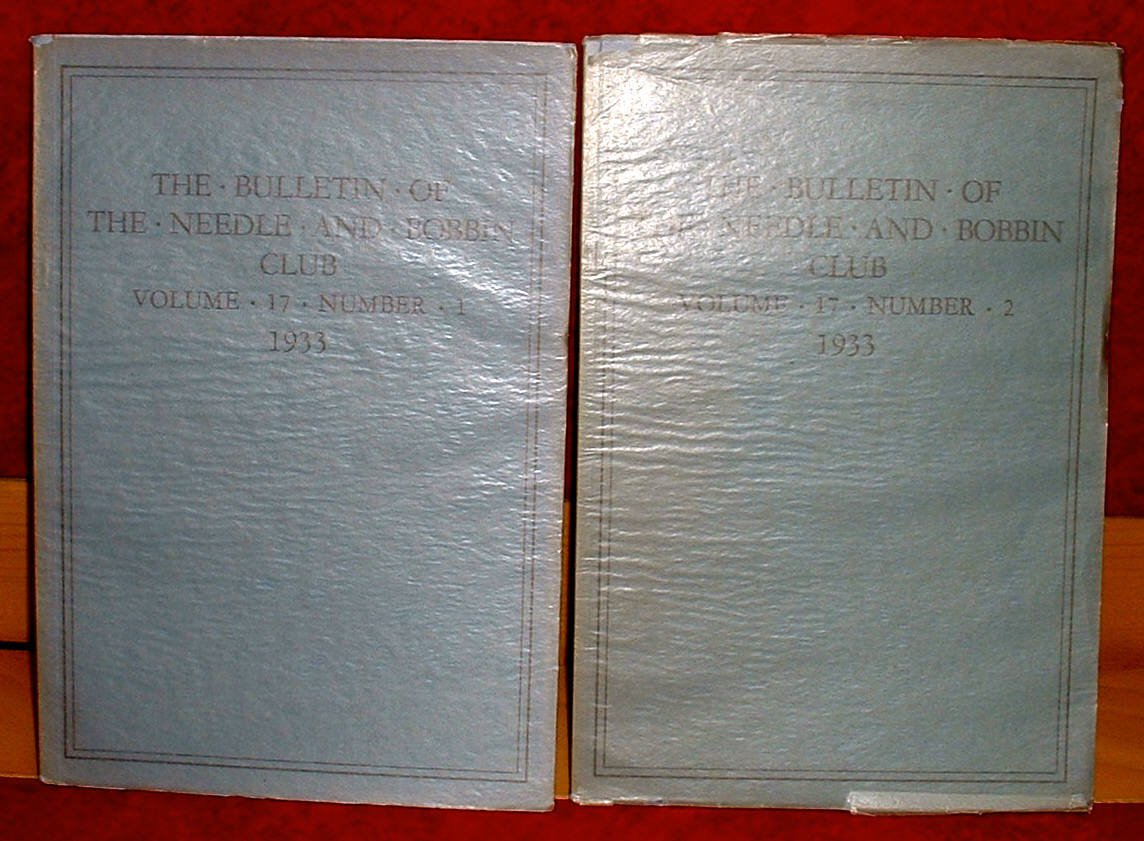 THE · BULLETIN · OF
THE · NEEDLE · AND · BOBBIN
CLUB
VOLUME · 17 · NUMBER · 1
1933
THE · BULLETIN · OF
THE · NEEDLE · AND · BOBBIN
CLUB
VOLUME · 17 · NUMBER · 2
1933